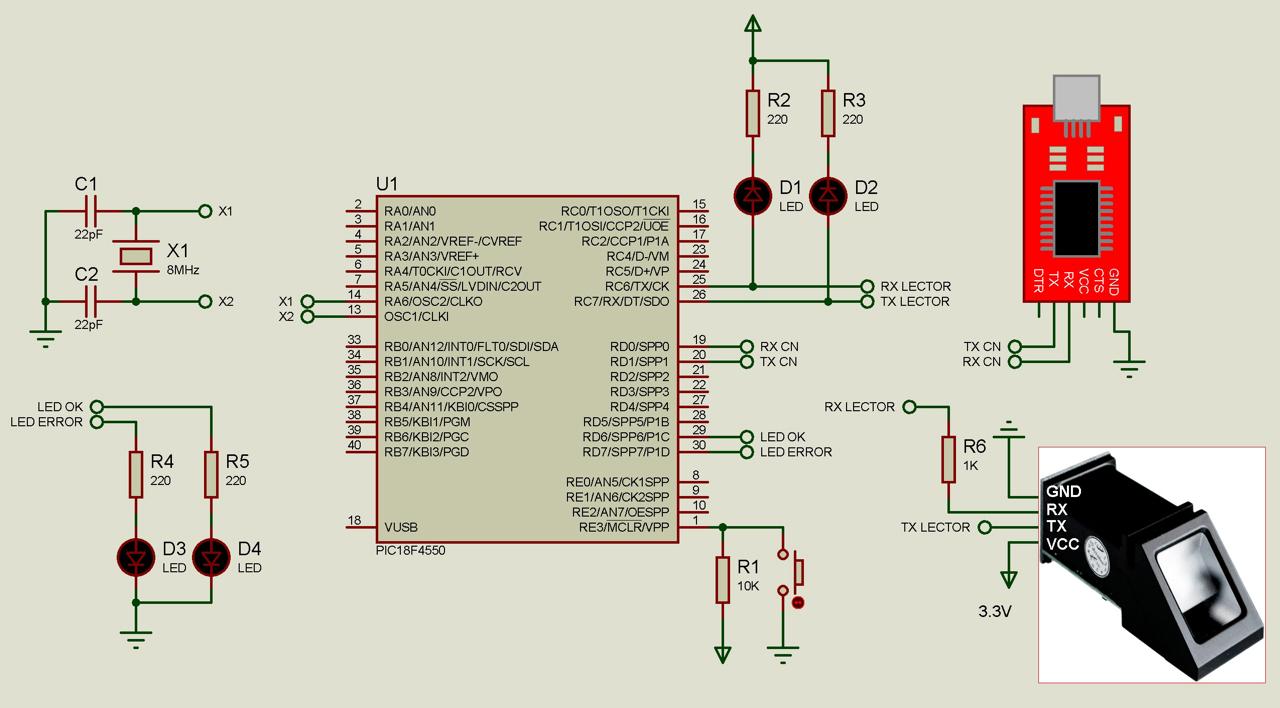 C1
22pF
X1
X1
8MHz
C2
22pF
X2
LED OK
LED ERROR
R4
220
R5
220
D3
LED
D4
LED
X1
X2
U1
2 RA0/AN0
3 RA1/AN1
4 RA2/AN2/VREF-/CVREF
5 RA3/AN3/VREF+
6 RA4/T0CKI/C1OUT/RCV
7 RA5/AN4/SS/LVDIN/C2OUT
14 RA6/OSC2/CLKO
13 OSC1/CLKI
33 RB0/AN12/INT0/FLT0/SDI/SDA
34 RB1/AN10/INT1/SCK/SCL
35 RB2/AN8/INT2/VMO
36 RB3/AN9/CCP2/VPO
37 RB4/AN11/KBI0/CSSPP
38 RB5/KBI1/PGM
39 RB6/KBI2/PGC
40 RB7/KBI3/PGD
18 VUSB
RC0/T1OSO/T1CKI 15
RC1/T1OSI/CCP2/UOE 16
RC2/CCP1/P1A 17
RC4/D-/VM 23
RC5/D+/VP 24
RC6/TX/CK 25
RC7/RX/DT/SDO 26
RD0/SPP0 19
RD1/SPP1 20
RD2/SPP2 21
RD3/SPP3 22
RD4/SPP4 27
RD5/SPP5/P1B 28
RD6/SPP6/P1C 29
RD7/SPP7/P1D 30
RE0/AN5/CK1SPP 8
RE1/AN6/CK2SPP 9
RE2/AN7/OESPP 10
RE3/MCLR/VPP 1
PIC18F4550
R2
220
R3
220
D1
LED
D2
LED
RX LECTOR
TX LECTOR
RX CN
TX CN
LED OK
LED ERROR
R1
10K
DTR
TX
RX
VCC
CTS
GND
TX CN
RX CN
RX LECTOR
R6
1K
TX LECTOR
3.3V
GND
RX
TX
VCC